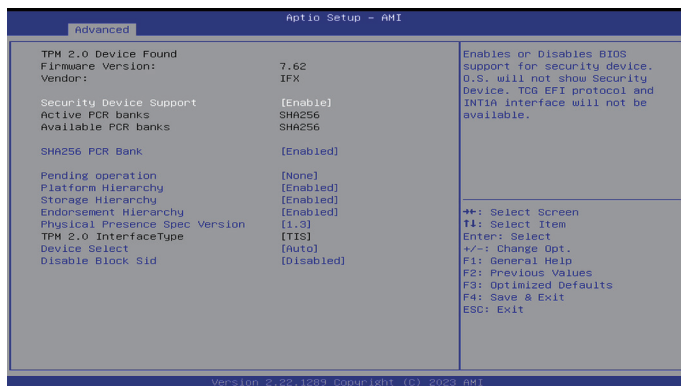 Aptio Setup – AMI
Advanced
TPM 2.0 Device Found
Firmware Version: 7.62
Vendor: IFX
Security Device Support [Enable]
Active PCR banks SHA256
Available PCR banks SHA256
SHA256 PCR Bank [Enabled]
Pending operation [None]
Platform Hierarchy [Enabled]
Storage Hierarchy [Enabled]
Endorsement Hierarchy [Enabled]
Physical Presence Spec Version [1.3]
TPM 2.0 InterfaceType [TIS]
Device Select [Auto]
Disable Block Sid [Disabled]
Enables or Disables BIOS
support for security device.
O.S. will not show Security
Device. TCG EFI protocol and
INT1A interface will not be
available.
→←: Select Screen
↑↓: Select Item
Enter: Select
+/-: Change Opt.
F1: General Help
F2: Previous Values
F3: Optimized Defaults
F4: Save & Exit
ESC: Exit
Version 2.22.1289 Copyright (C) 2023 AMI